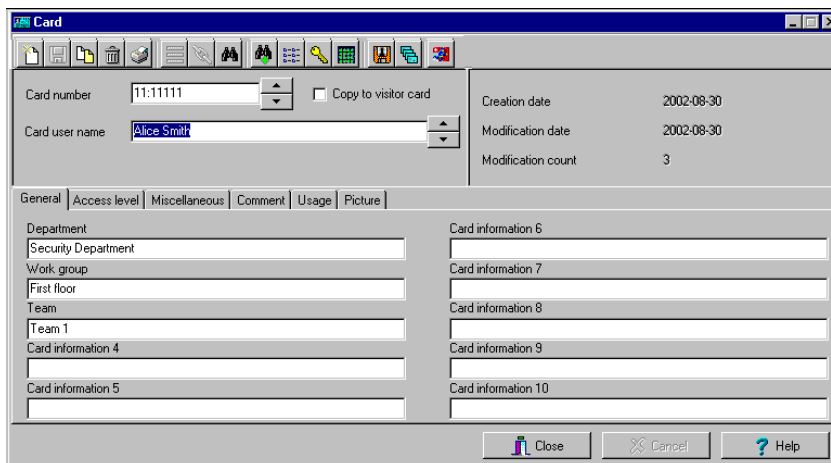 Card
Card number 11:11111 Copy to visitor card
Card user name Alice Smith
Creation date 2002-08-30
Modification date 2002-08-30
Modification count 3
General Access level Miscellaneous Comment Usage Picture
Department
Security Department
Work group
First floor
Team
Team 1
Card information 4
Card information 5
Card information 6
Card information 7
Card information 8
Card information 9
Card information 10
Close Cancel ? Help